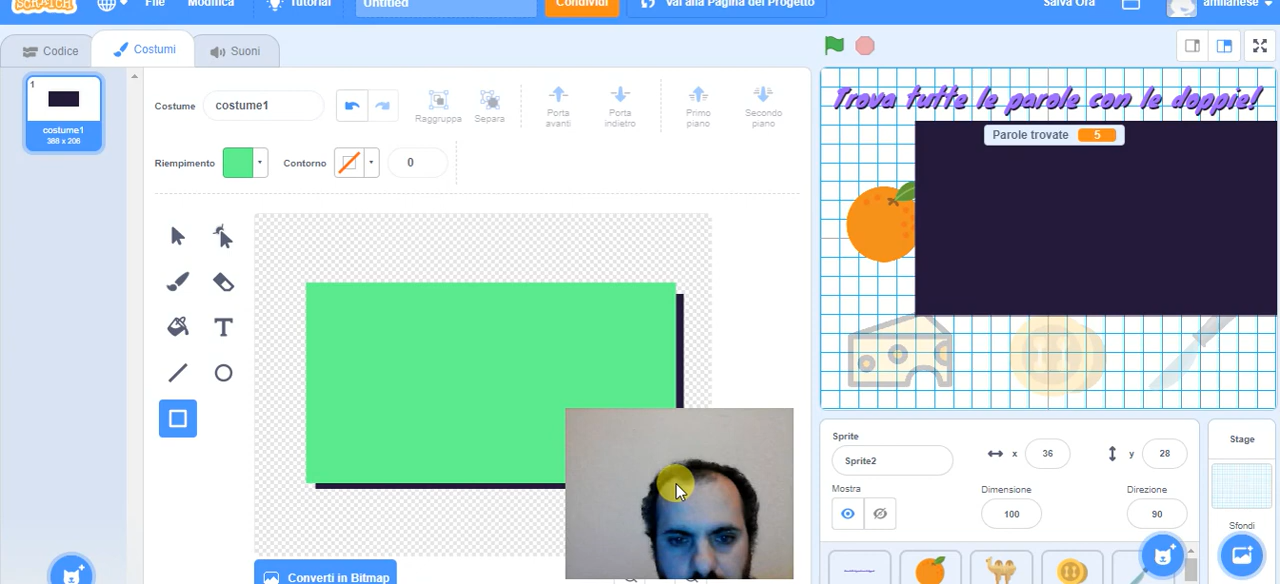 SCRATCH
File
Modifica
Tutorial
Untitled
Condividi
Vai alla Pagina del Progetto
Salva Ora
amilanese
Codice
Costumi
Suoni
1
costume1
388 x 206
Costume
costume1
Raggruppa
Separa
Porta avanti
Porta indietro
Primo piano
Secondo piano
Riempimento
Contorno
0
T
Converti in Bitmap
Trova tutte le parole con le doppie!
Parole trovate 5
Sprite
Sprite2
x 36
y 28
Mostra
Dimensione
100
Direzione
90
Stage
Sfondi